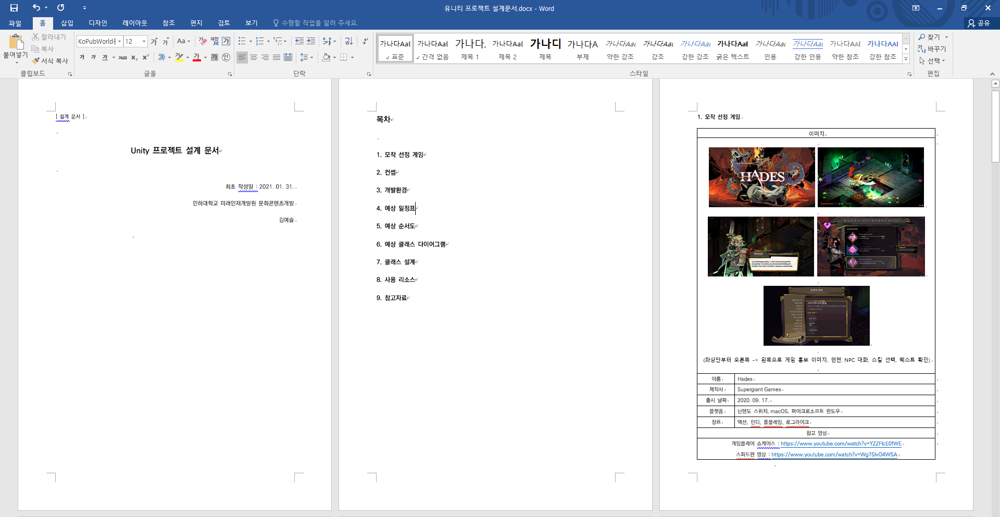 유니티 프로젝트 설계문서.docx - Word
파일 홈 삽입 디자인 레이아웃 참조 편지 검토 보기 수행할 작업을 알려 주세요. 공유
붙여넣기
잘라내기
복사
서식 복사
클립보드
KoPubWorld 12
글꼴
단락
가나다AaE 가나다AaE 가나다, 가나다AaE 가나디 가나다A 가나다AaL 가나다AaL 가나다AaL 가나다AaE 가나다AaL 가나다AaL 가나다AaE 가나다AaI
표준 간격 없음 제목 1 제목 2 제목 부제 약한 강조 강조 강한 강조 굵은 텍스트 인용 강한 인용 약한 참조 강한 참조
스타일
찾기
바꾸기
선택
편집
[ 설계 문서 ]
Unity 프로젝트 설계 문서
최초 작성일 : 2021. 01. 31.
인하대학교 미래인재개발원 문화콘텐츠개발
김예슬
목차
1. 모작 선정 게임
2. 컨셉
3. 개발환경
4. 예상 일정표
5. 예상 순서도
6. 예상 클래스 다이어그램
7. 클래스 설계
8. 사용 리소스
9. 참고자료
1. 모작 선정 게임
이미지
HADES
ACHILLES
BOONS OF APHRODITE
(좌상단부터 오른쪽 -> 왼쪽으로 게임 홍보 이미지, 던전, NPC 대화, 스킬 선택, 퀘스트 확인)
이름 Hades
제작사 Supergiant Games
출시 날짜 2020. 09. 17.
플랫폼 닌텐도 스위치, macOS, 마이크로소프트 윈도우
장르 액션, 인디, 롤플레잉, 로그라이크
참고 영상
게임플레이 쇼케이스 : https://www.youtube.com/watch?v=YZZFlcE0fWE
스피드런 영상 : https://www.youtube.com/watch?v=Wg7SlvO4WSA